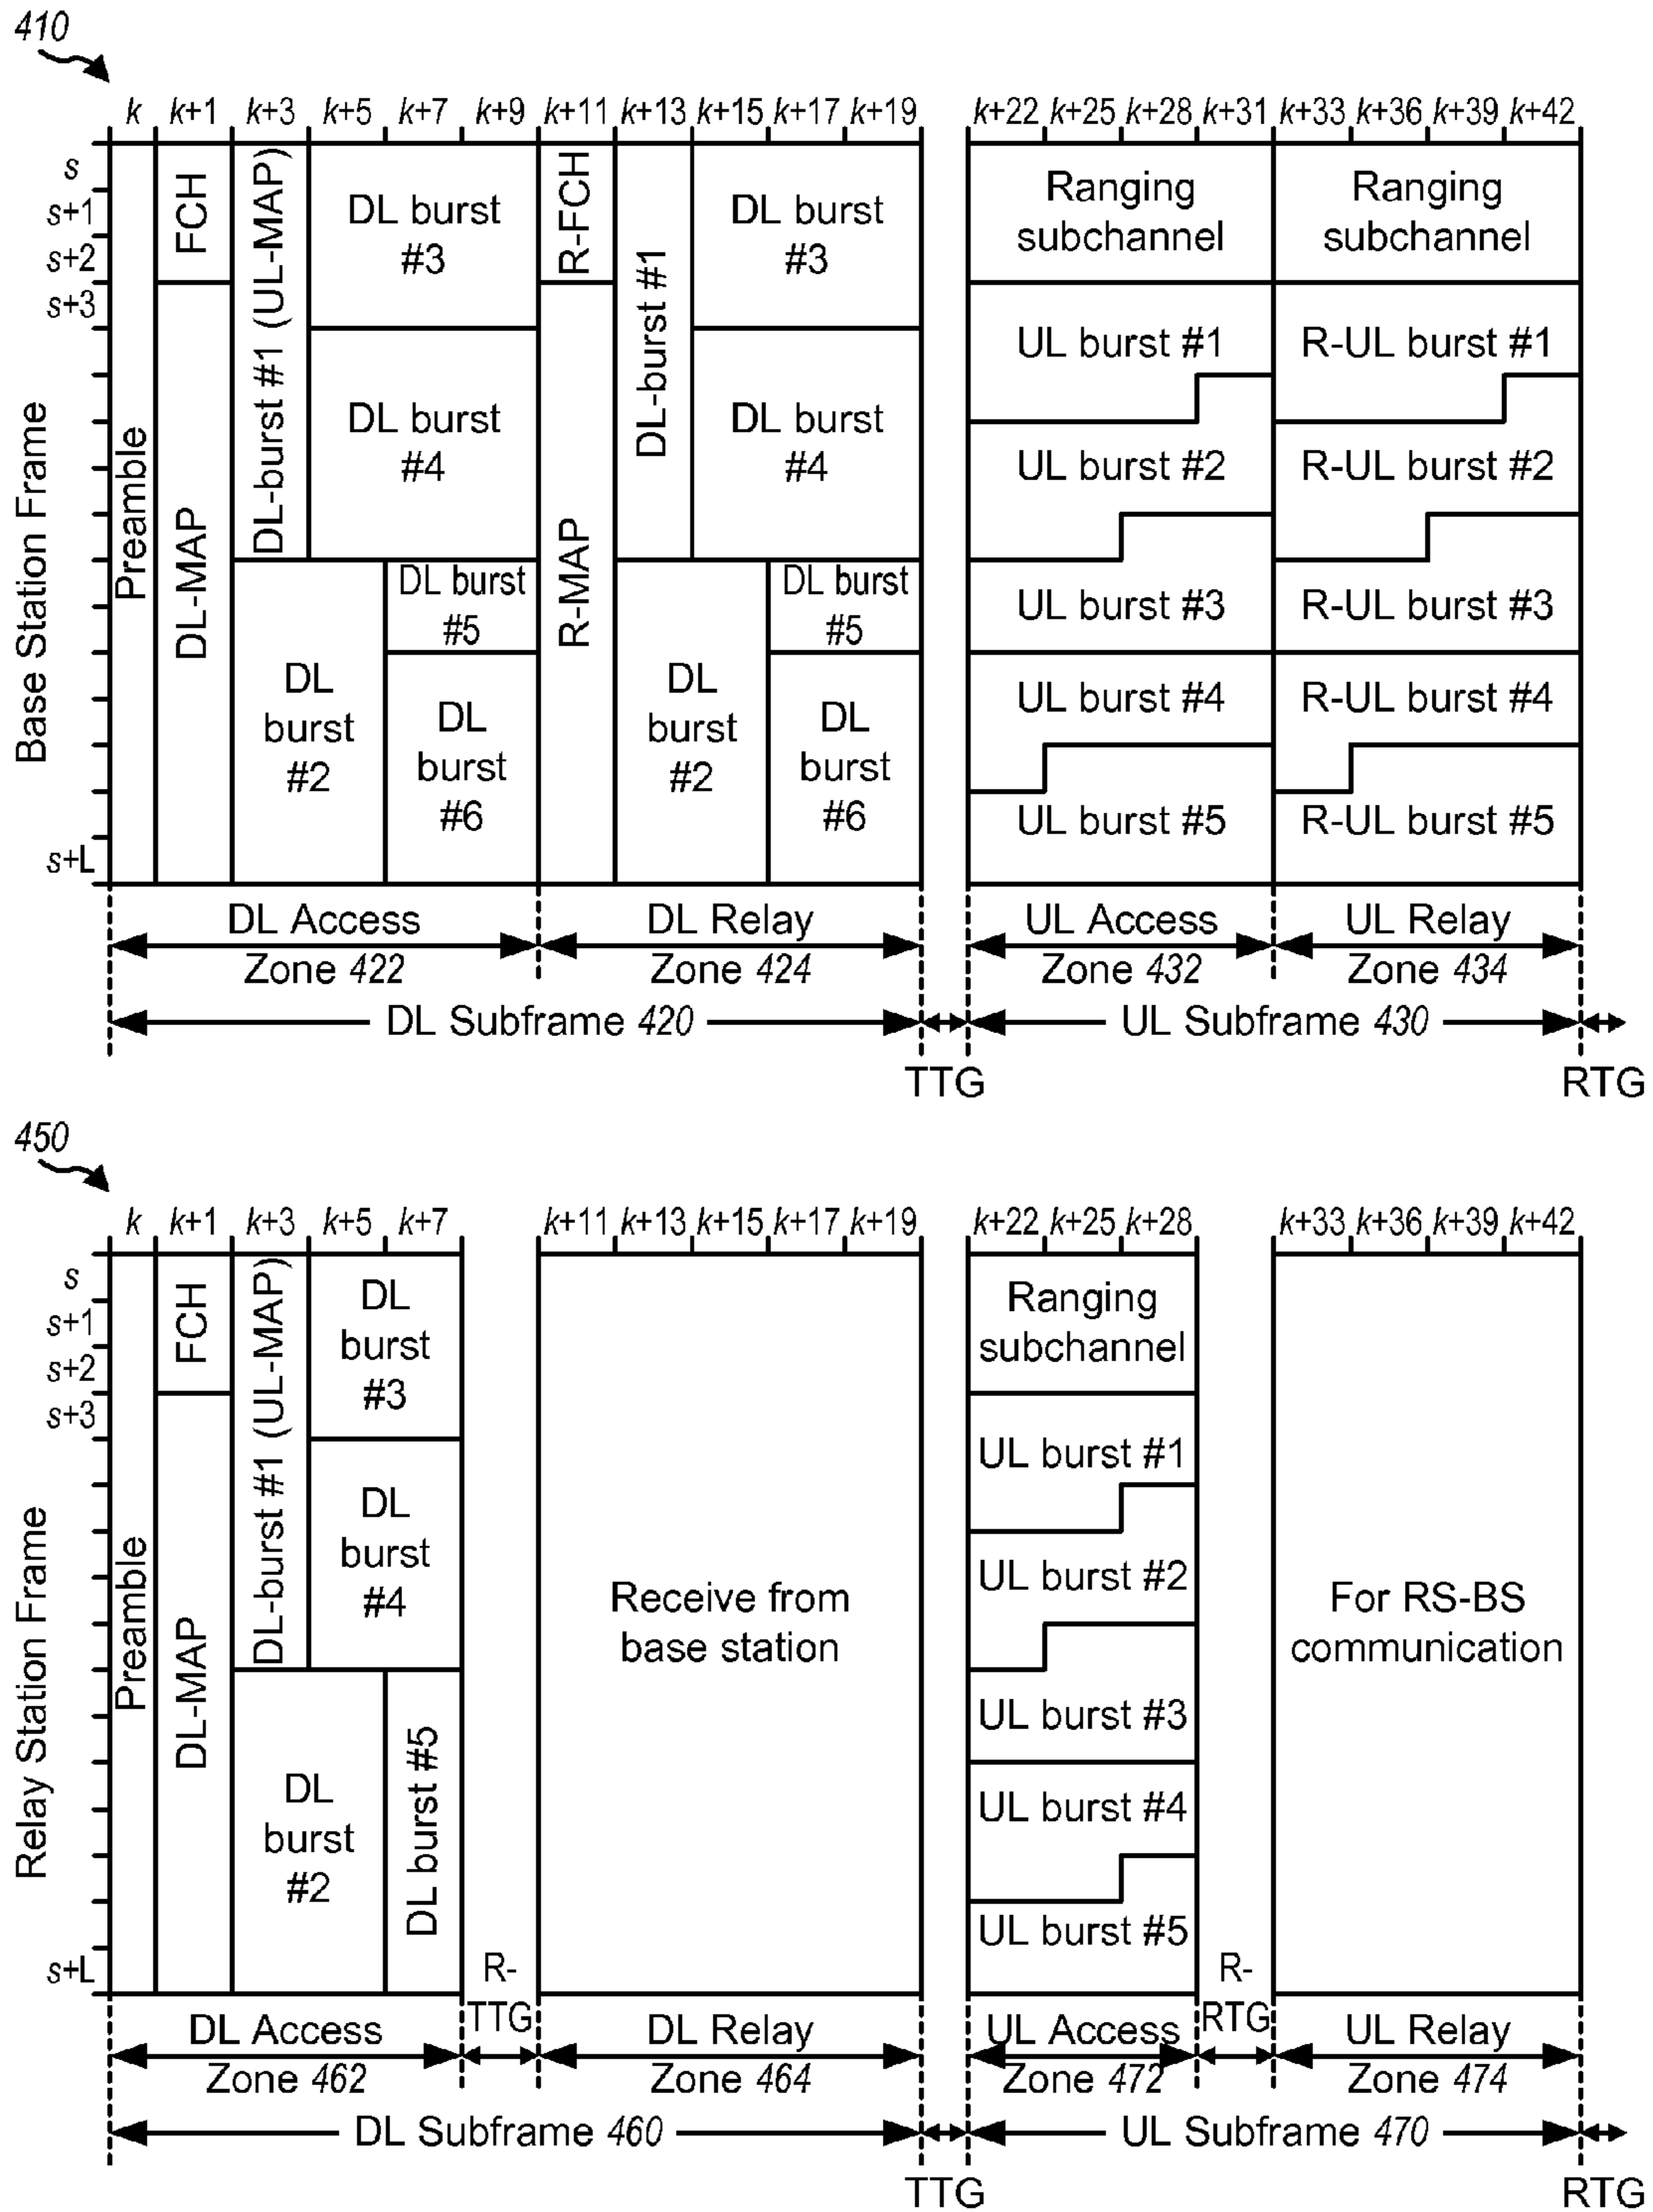 410
k k+1 k+3 k+5 k+7 k+9 k+11 k+13 k+15 k+17 k+19 k+22 k+25 k+28 k+31 k+33 k+36 k+39 k+42
s
s+1
s+2
s+3
s+L
Base Station Frame
Preamble
FCH
DL-MAP
DL-burst #1 (UL-MAP)
DL burst
#3
DL burst
#4
DL
burst
#2
DL burst
#5
DL
burst
#6
R-FCH
R-MAP
DL-burst #1
DL burst
#3
DL burst
#4
DL
burst
#2
DL burst
#5
DL
burst
#6
Ranging
subchannel
UL burst #1
UL burst #2
UL burst #3
UL burst #4
UL burst #5
Ranging
subchannel
R-UL burst #1
R-UL burst #2
R-UL burst #3
R-UL burst #4
R-UL burst #5
DL Access
Zone 422
DL Relay
Zone 424
UL Access
Zone 432
UL Relay
Zone 434
DL Subframe 420
UL Subframe 430
TTG
RTG
450
k k+1 k+3 k+5 k+7 k+11 k+13 k+15 k+17 k+19 k+22 k+25 k+28 k+33 k+36 k+39 k+42
s
s+1
s+2
s+3
s+L
Relay Station Frame
Preamble
FCH
DL-MAP
DL-burst #1 (UL-MAP)
DL
burst
#3
DL
burst
#4
DL
burst
#2
DL burst #5
R-
TTG
Receive from
base station
Ranging
subchannel
UL burst #1
UL burst #2
UL burst #3
UL burst #4
UL burst #5
R-
RTG
For RS-BS
communication
DL Access
Zone 462
DL Relay
Zone 464
UL Access
Zone 472
UL Relay
Zone 474
DL Subframe 460
UL Subframe 470
TTG
RTG